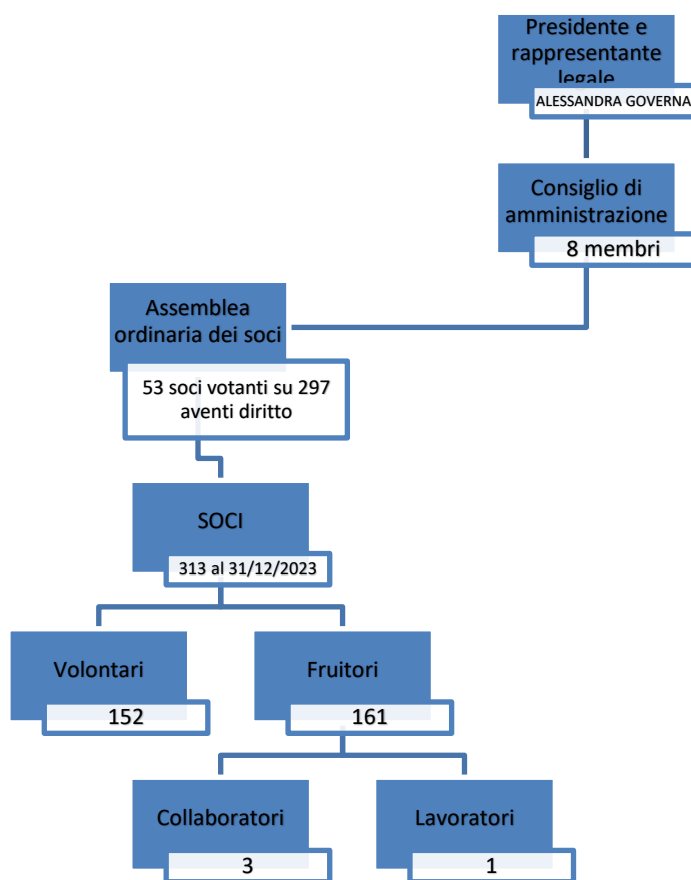 Presidente e
rappresentante
legale
ALESSANDRA GOVERNA
Consiglio di
amministrazione
8 membri
Assemblea
ordinaria dei soci
53 soci votanti su 297
aventi diritto
SOCI
313 al 31/12/2023
Volontari
152
Fruitori
161
Collaboratori
3
Lavoratori
1